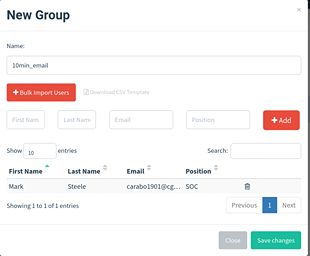 New Group
×
Name:
10min_email
+ Bulk Import Users Download CSV Template
First Nam Last Name Email Position + Add
Show 10 entries Search:
First Name Last Name Email Position
Mark Steele carabo1901@cg... SOC
Showing 1 to 1 of 1 entries Previous 1 Next
Close Save changes